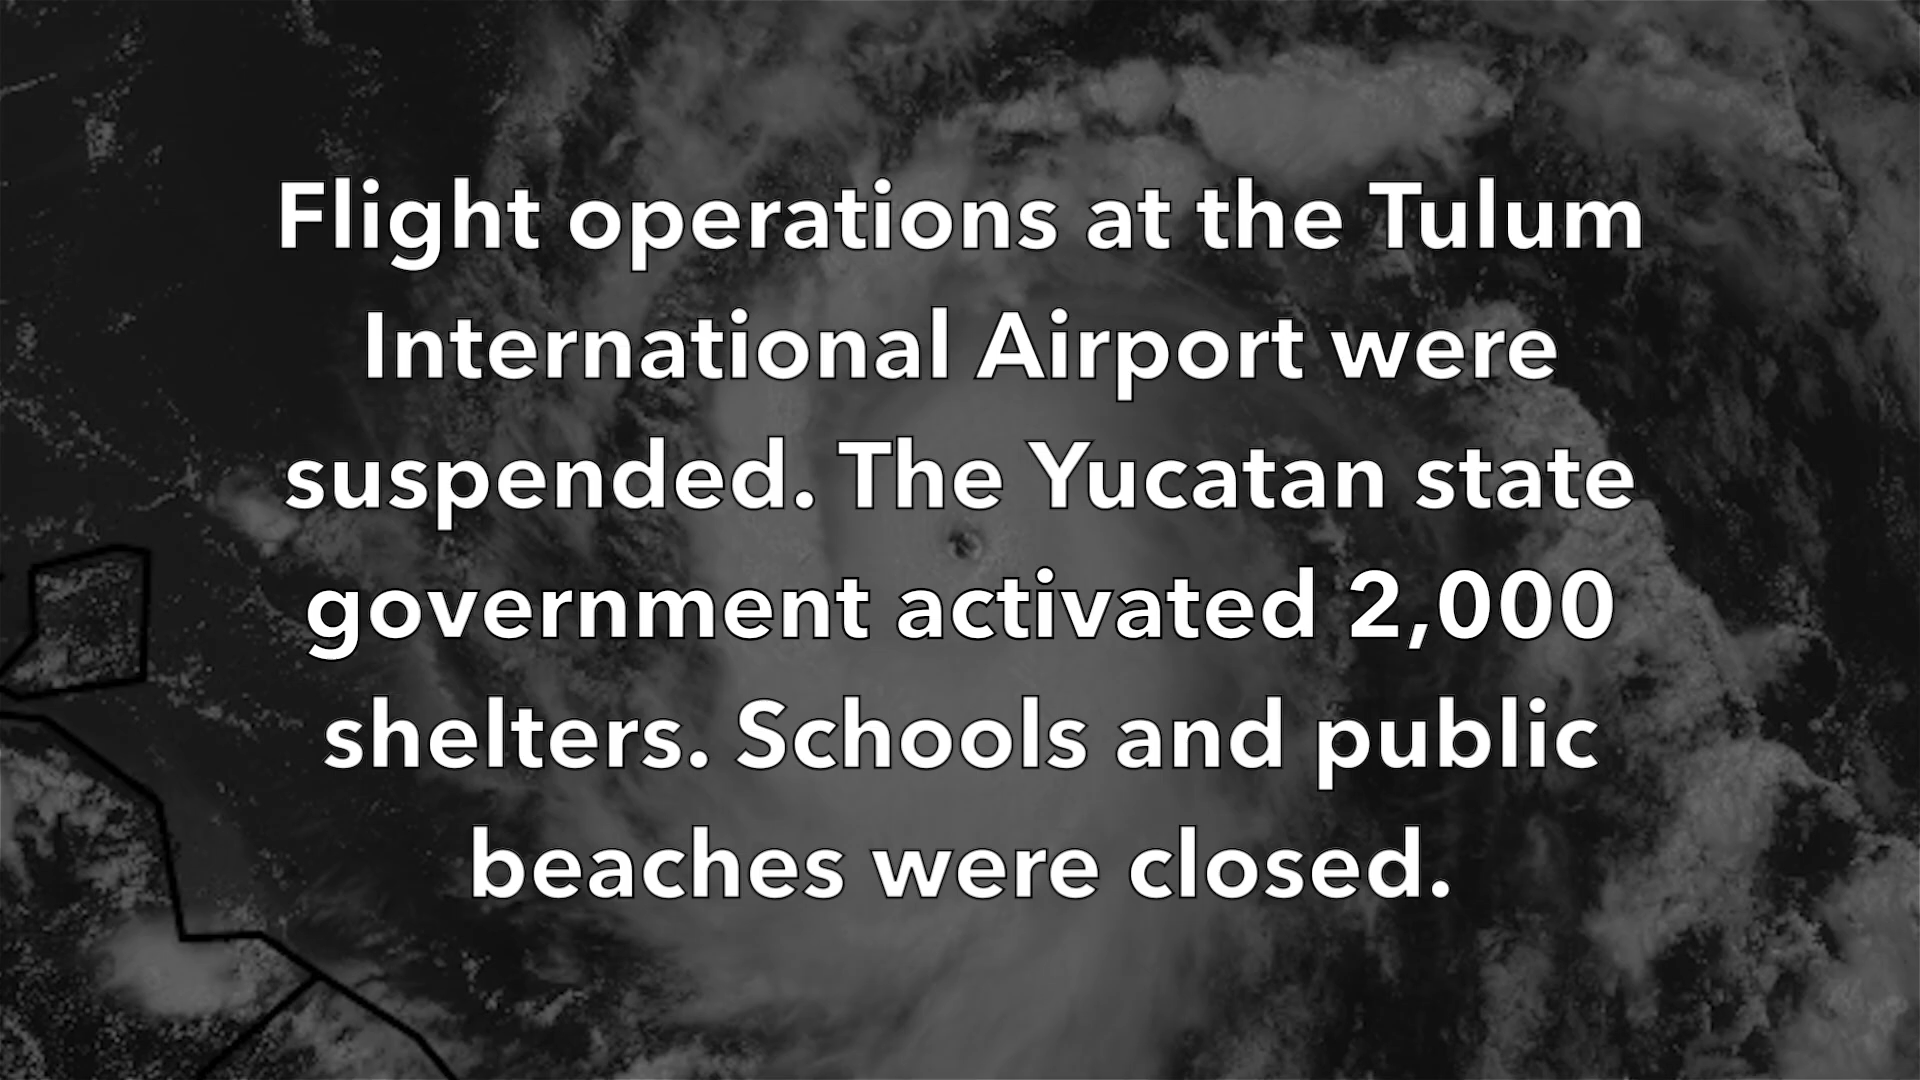 Flight operations at the Tulum
International Airport were
suspended. The Yucatan state
government activated 2,000
shelters. Schools and public
beaches were closed.